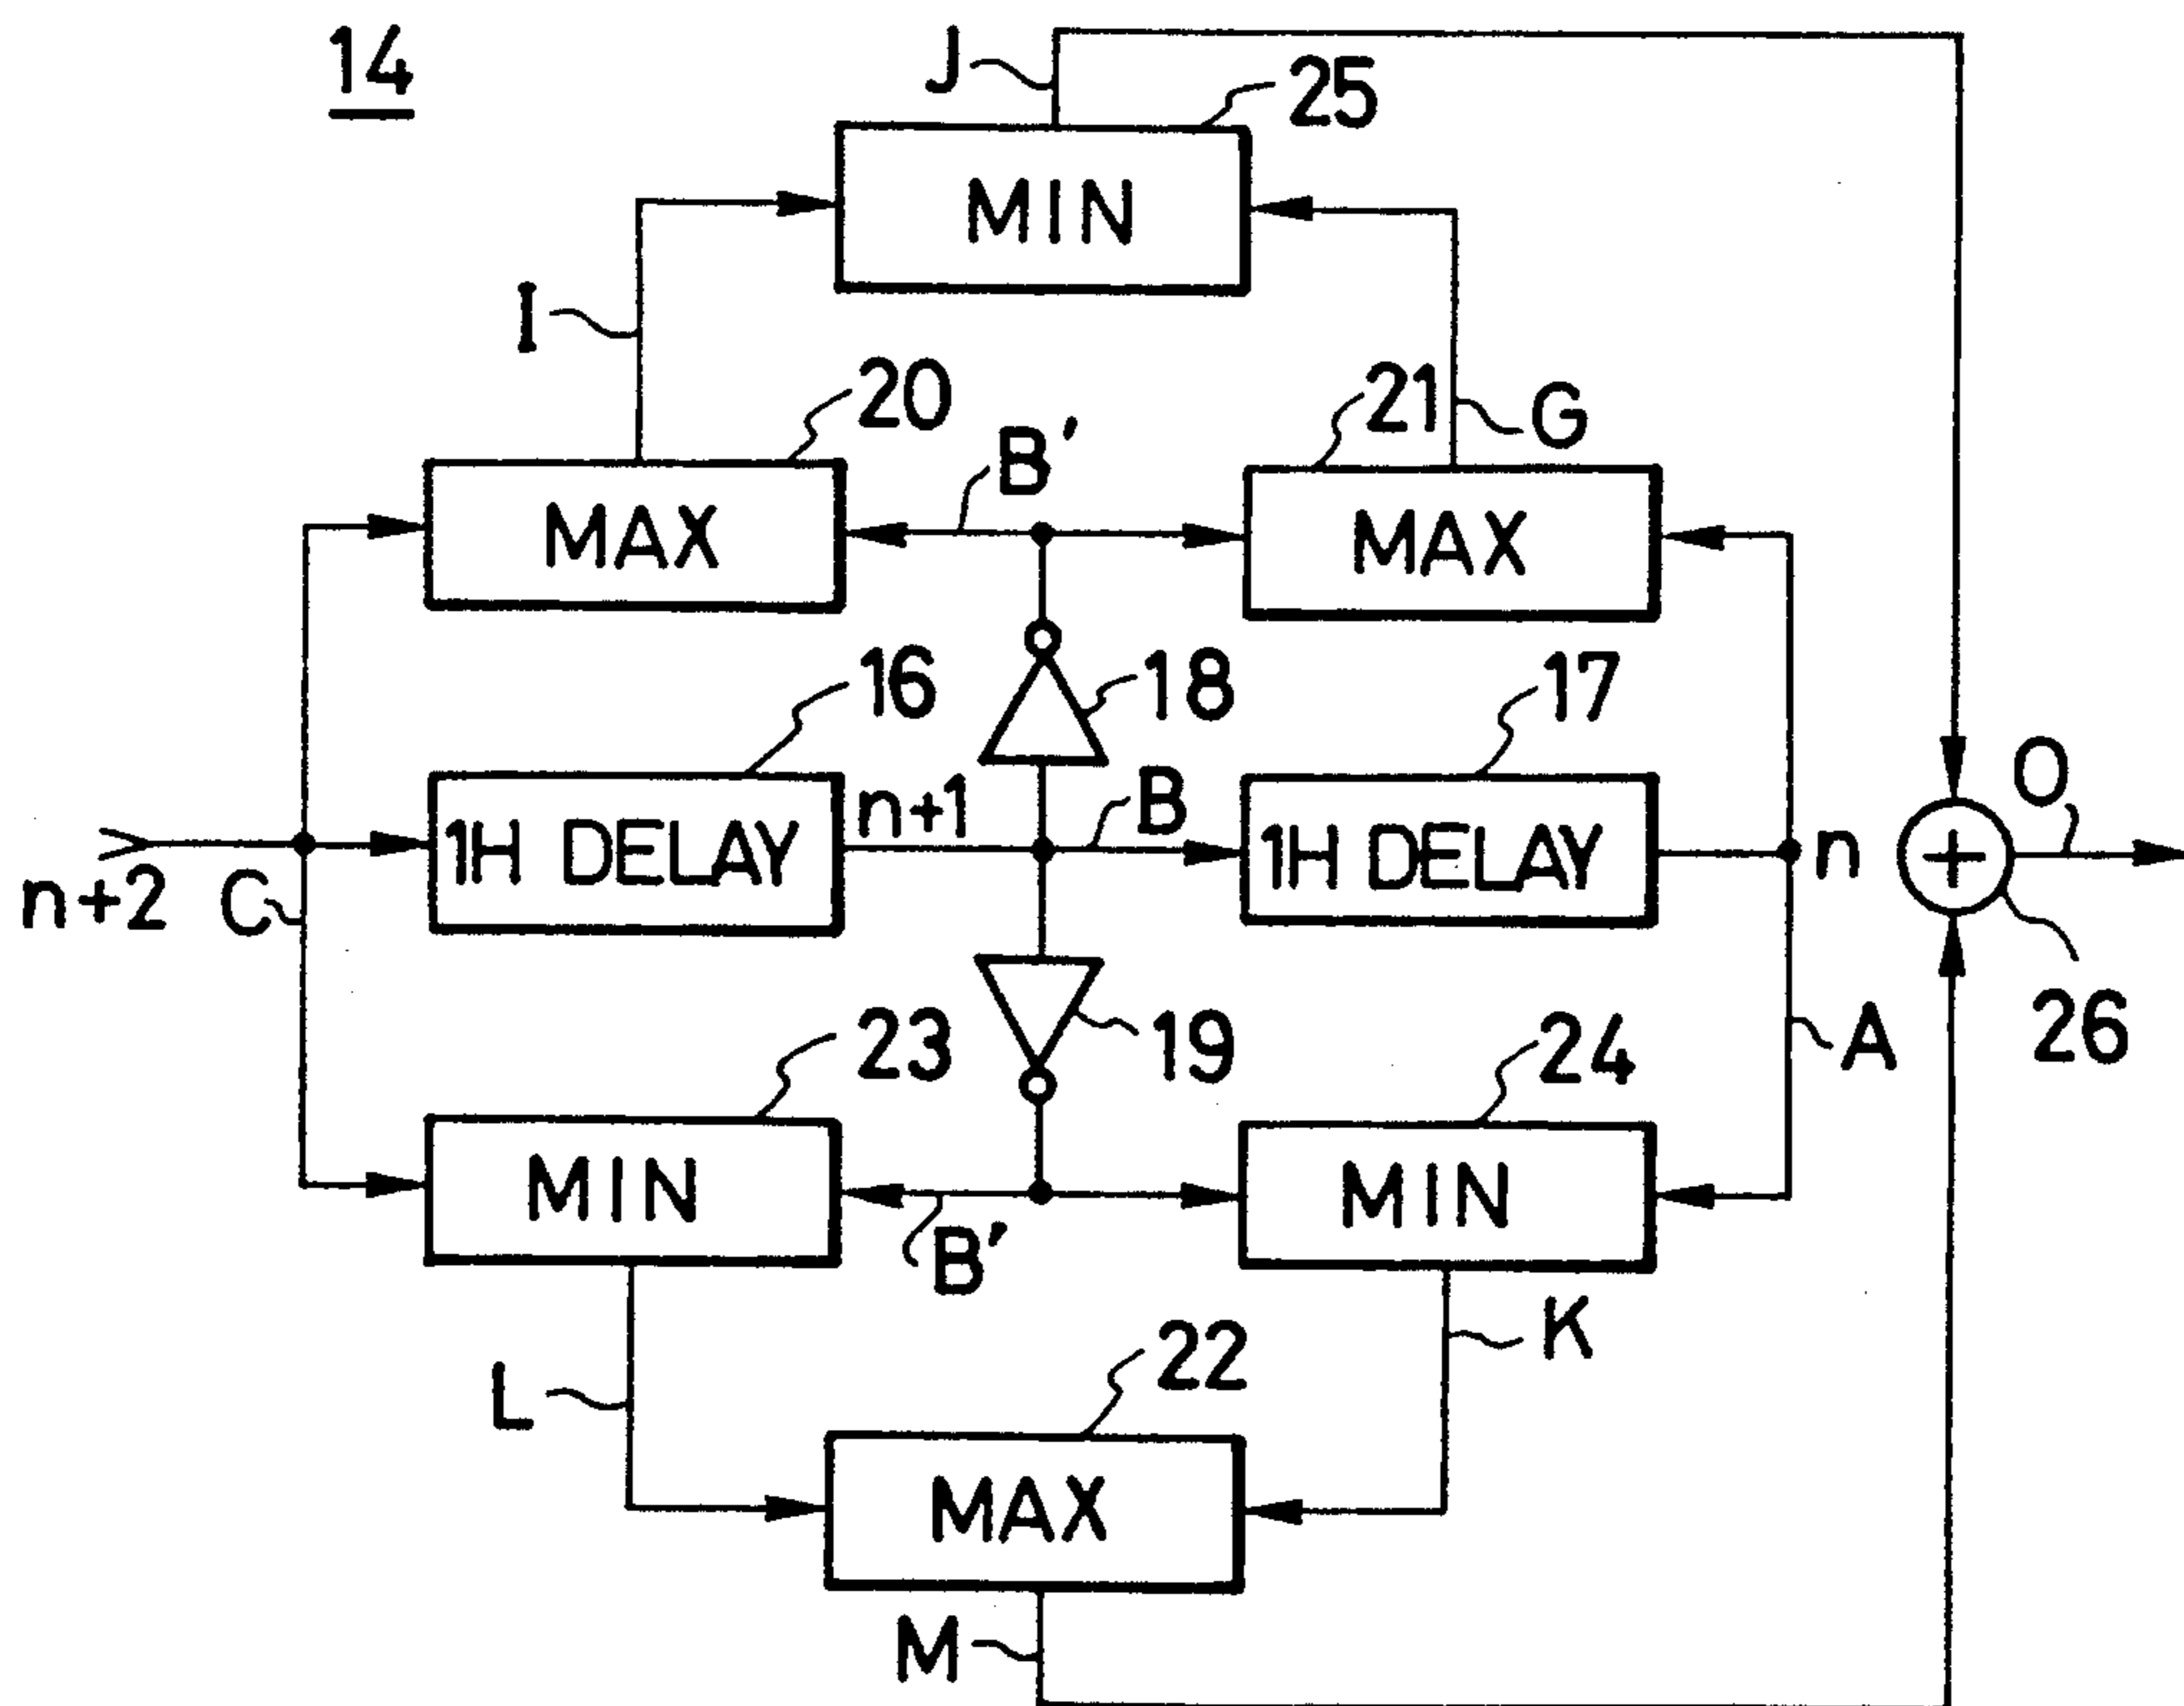 14
J
25
MIN
I
20
21
G
B'
MAX
MAX
16
18
17
n+1
B
O
1H DELAY
1H DELAY
n
+
n+2
C
23
19
24
A
26
MIN
MIN
B'
K
L
22
MAX
M